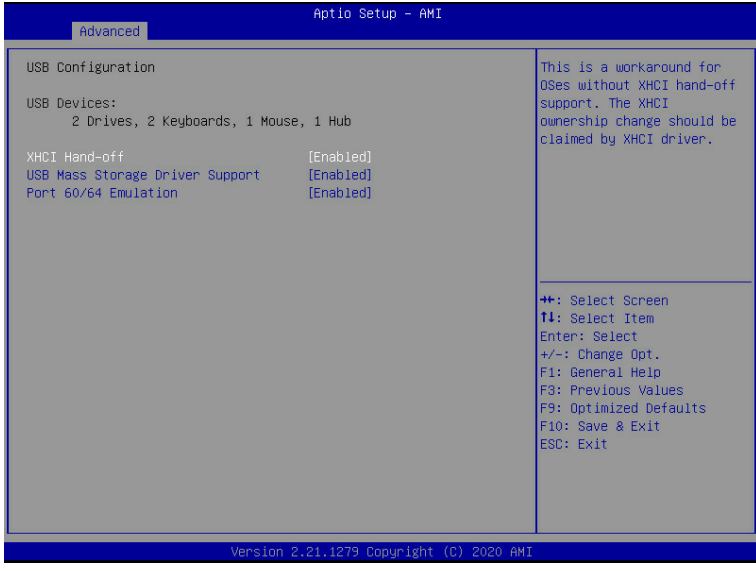 Aptio Setup – AMI
Advanced
USB Configuration
USB Devices:
2 Drives, 2 Keyboards, 1 Mouse, 1 Hub
XHCI Hand-off [Enabled]
USB Mass Storage Driver Support [Enabled]
Port 60/64 Emulation [Enabled]
This is a workaround for
OSes without XHCI hand-off
support. The XHCI
ownership change should be
claimed by XHCI driver.
→←: Select Screen
↑↓: Select Item
Enter: Select
+/-: Change Opt.
F1: General Help
F3: Previous Values
F9: Optimized Defaults
F10: Save & Exit
ESC: Exit
Version 2.21.1279 Copyright (C) 2020 AMI